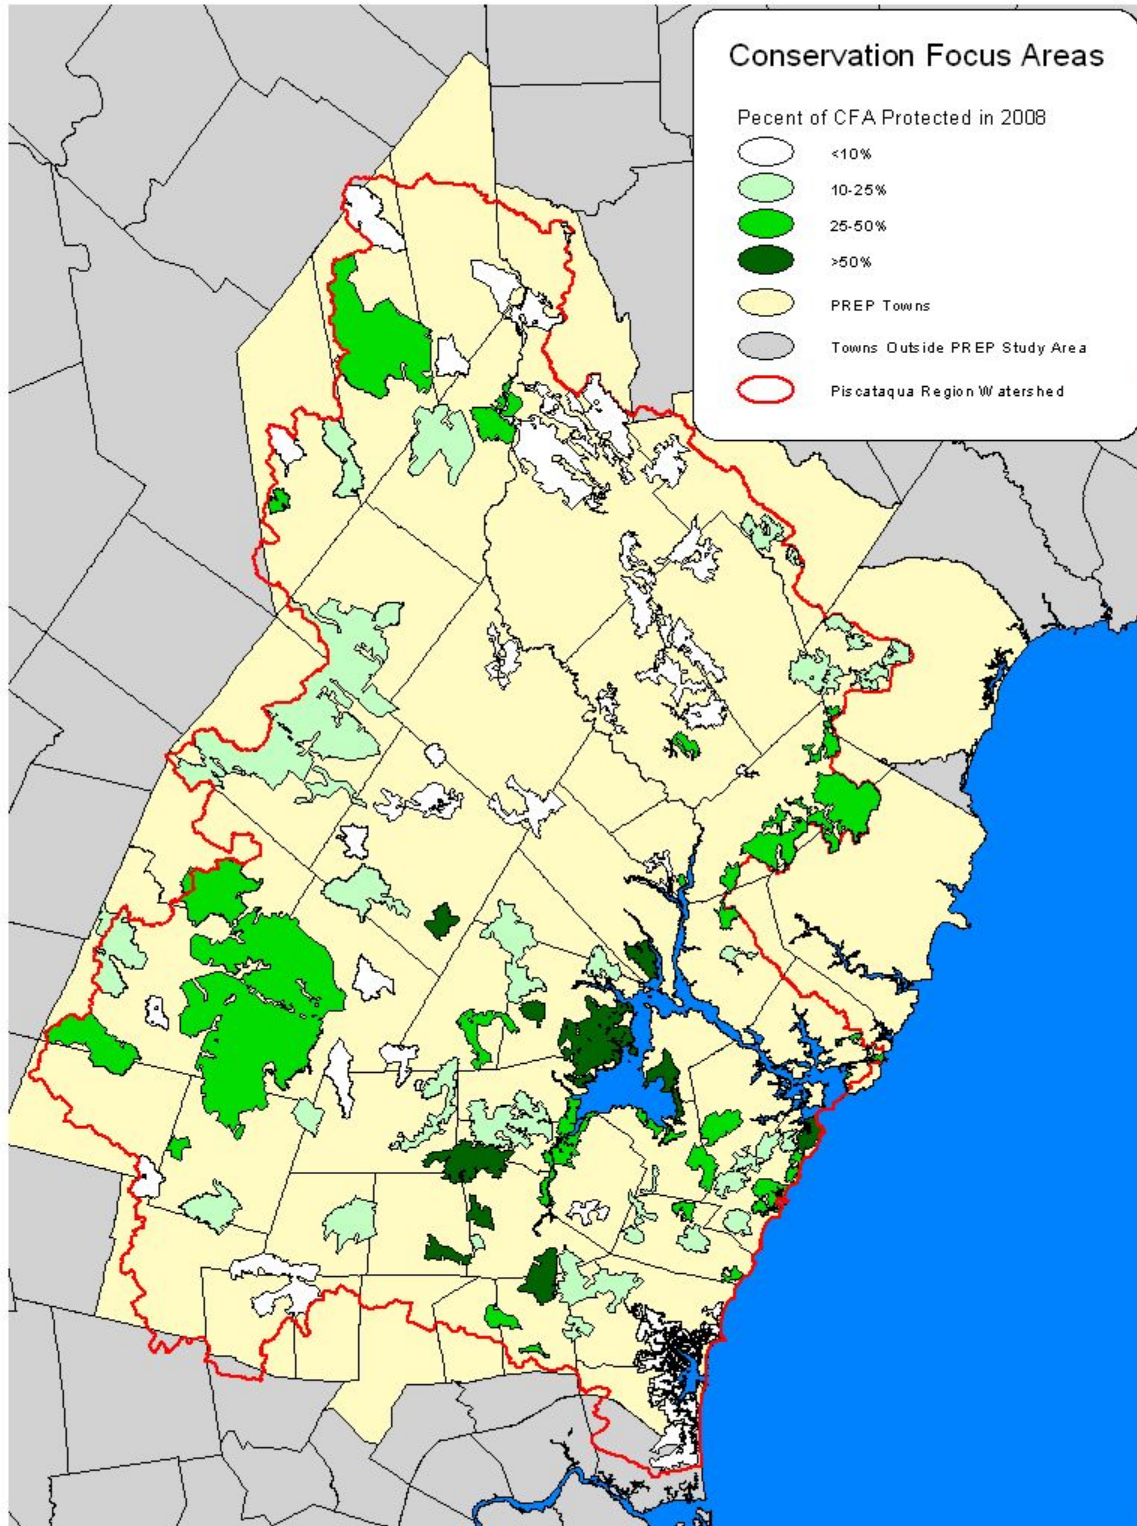 Conservation Focus Areas
Pecent of CFA Protected in 2008
<10%
10-25%
25-50%
>50%
PREP Towns
Towns Outside PREP Study Area
Piscataqua Region Watershed